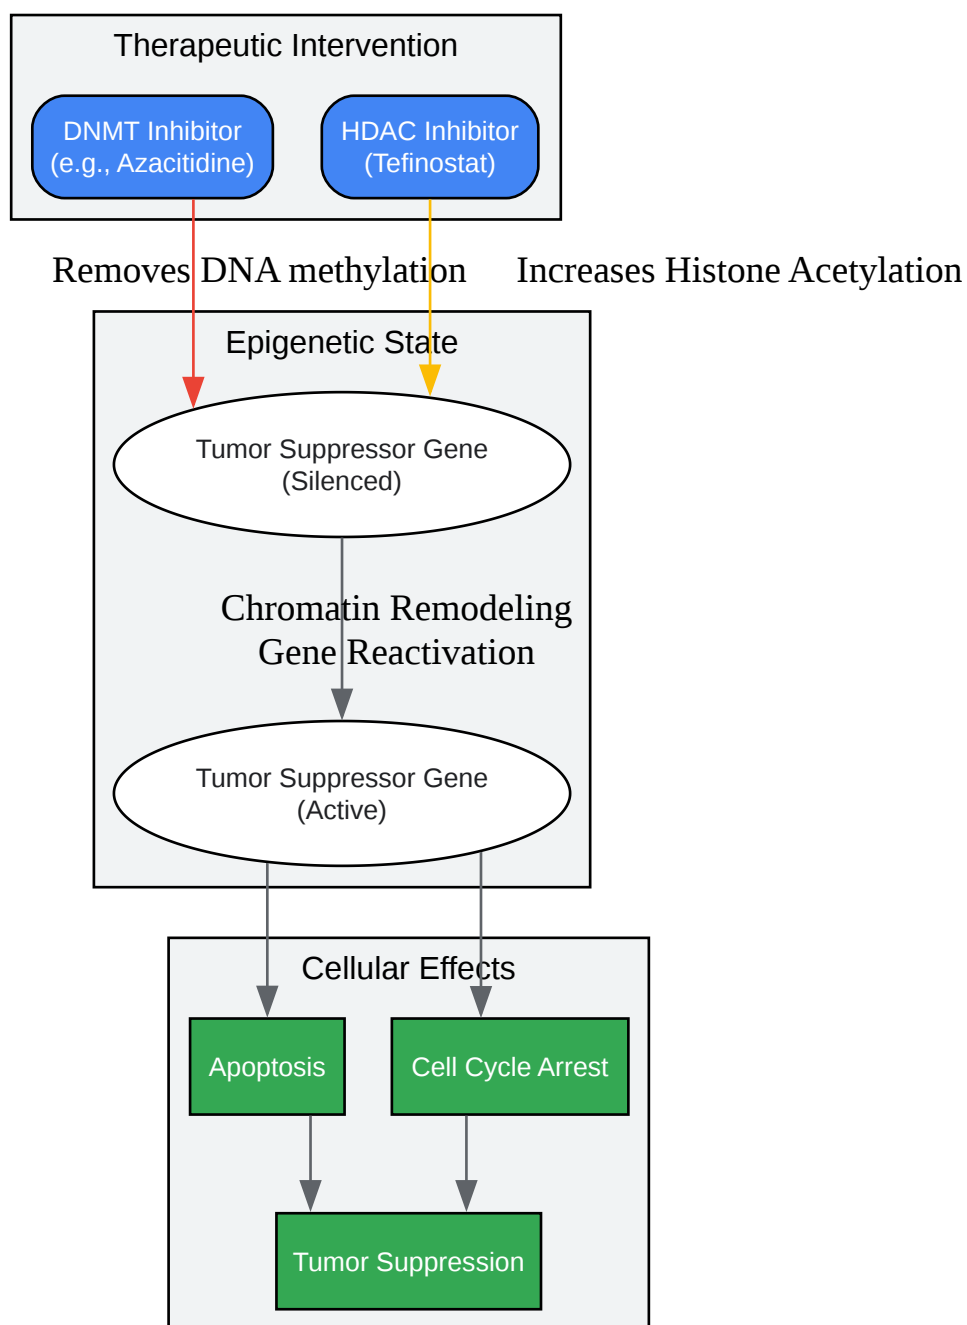 Therapeutic Intervention
DNMT Inhibitor
(e.g., Azacitidine)
HDAC Inhibitor
(Tefinostat)
Removes DNA methylation
Increases Histone Acetylation
Epigenetic State
Tumor Suppressor Gene
(Silenced)
Chromatin Remodeling
Gene Reactivation
Tumor Suppressor Gene
(Active)
Cellular Effects
Apoptosis
Cell Cycle Arrest
Tumor Suppression